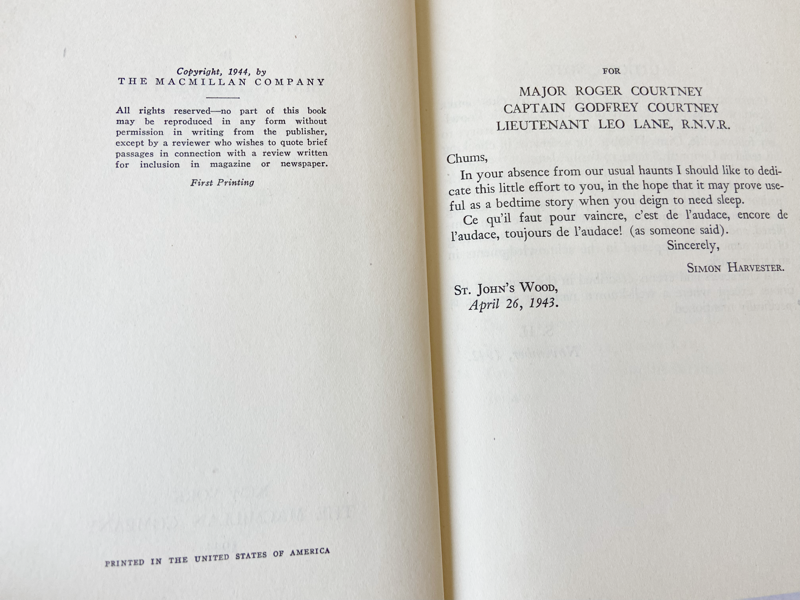 Copyright, 1944, by
THE MACMILLAN COMPANY
All rights reserved—no part of this book
may be reproduced in any form without
permission in writing from the publisher,
except by a reviewer who wishes to quote brief
passages in connection with a review written
for inclusion in magazine or newspaper.
First Printing
PRINTED IN THE UNITED STATES OF AMERICA
FOR
MAJOR ROGER COURTNEY
CAPTAIN GODFREY COURTNEY
LIEUTENANT LEO LANE, R.N.V.R.
Chums,
In your absence from our usual haunts I should like to dedi-
cate this little effort to you, in the hope that it may prove use-
ful as a bedtime story when you deign to need sleep.
Ce qu'il faut pour vaincre, c'est de l'audace, encore de
l'audace, toujours de l'audace! (as someone said).
Sincerely,
SIMON HARVESTER.
ST. JOHN'S WOOD,
April 26, 1943.